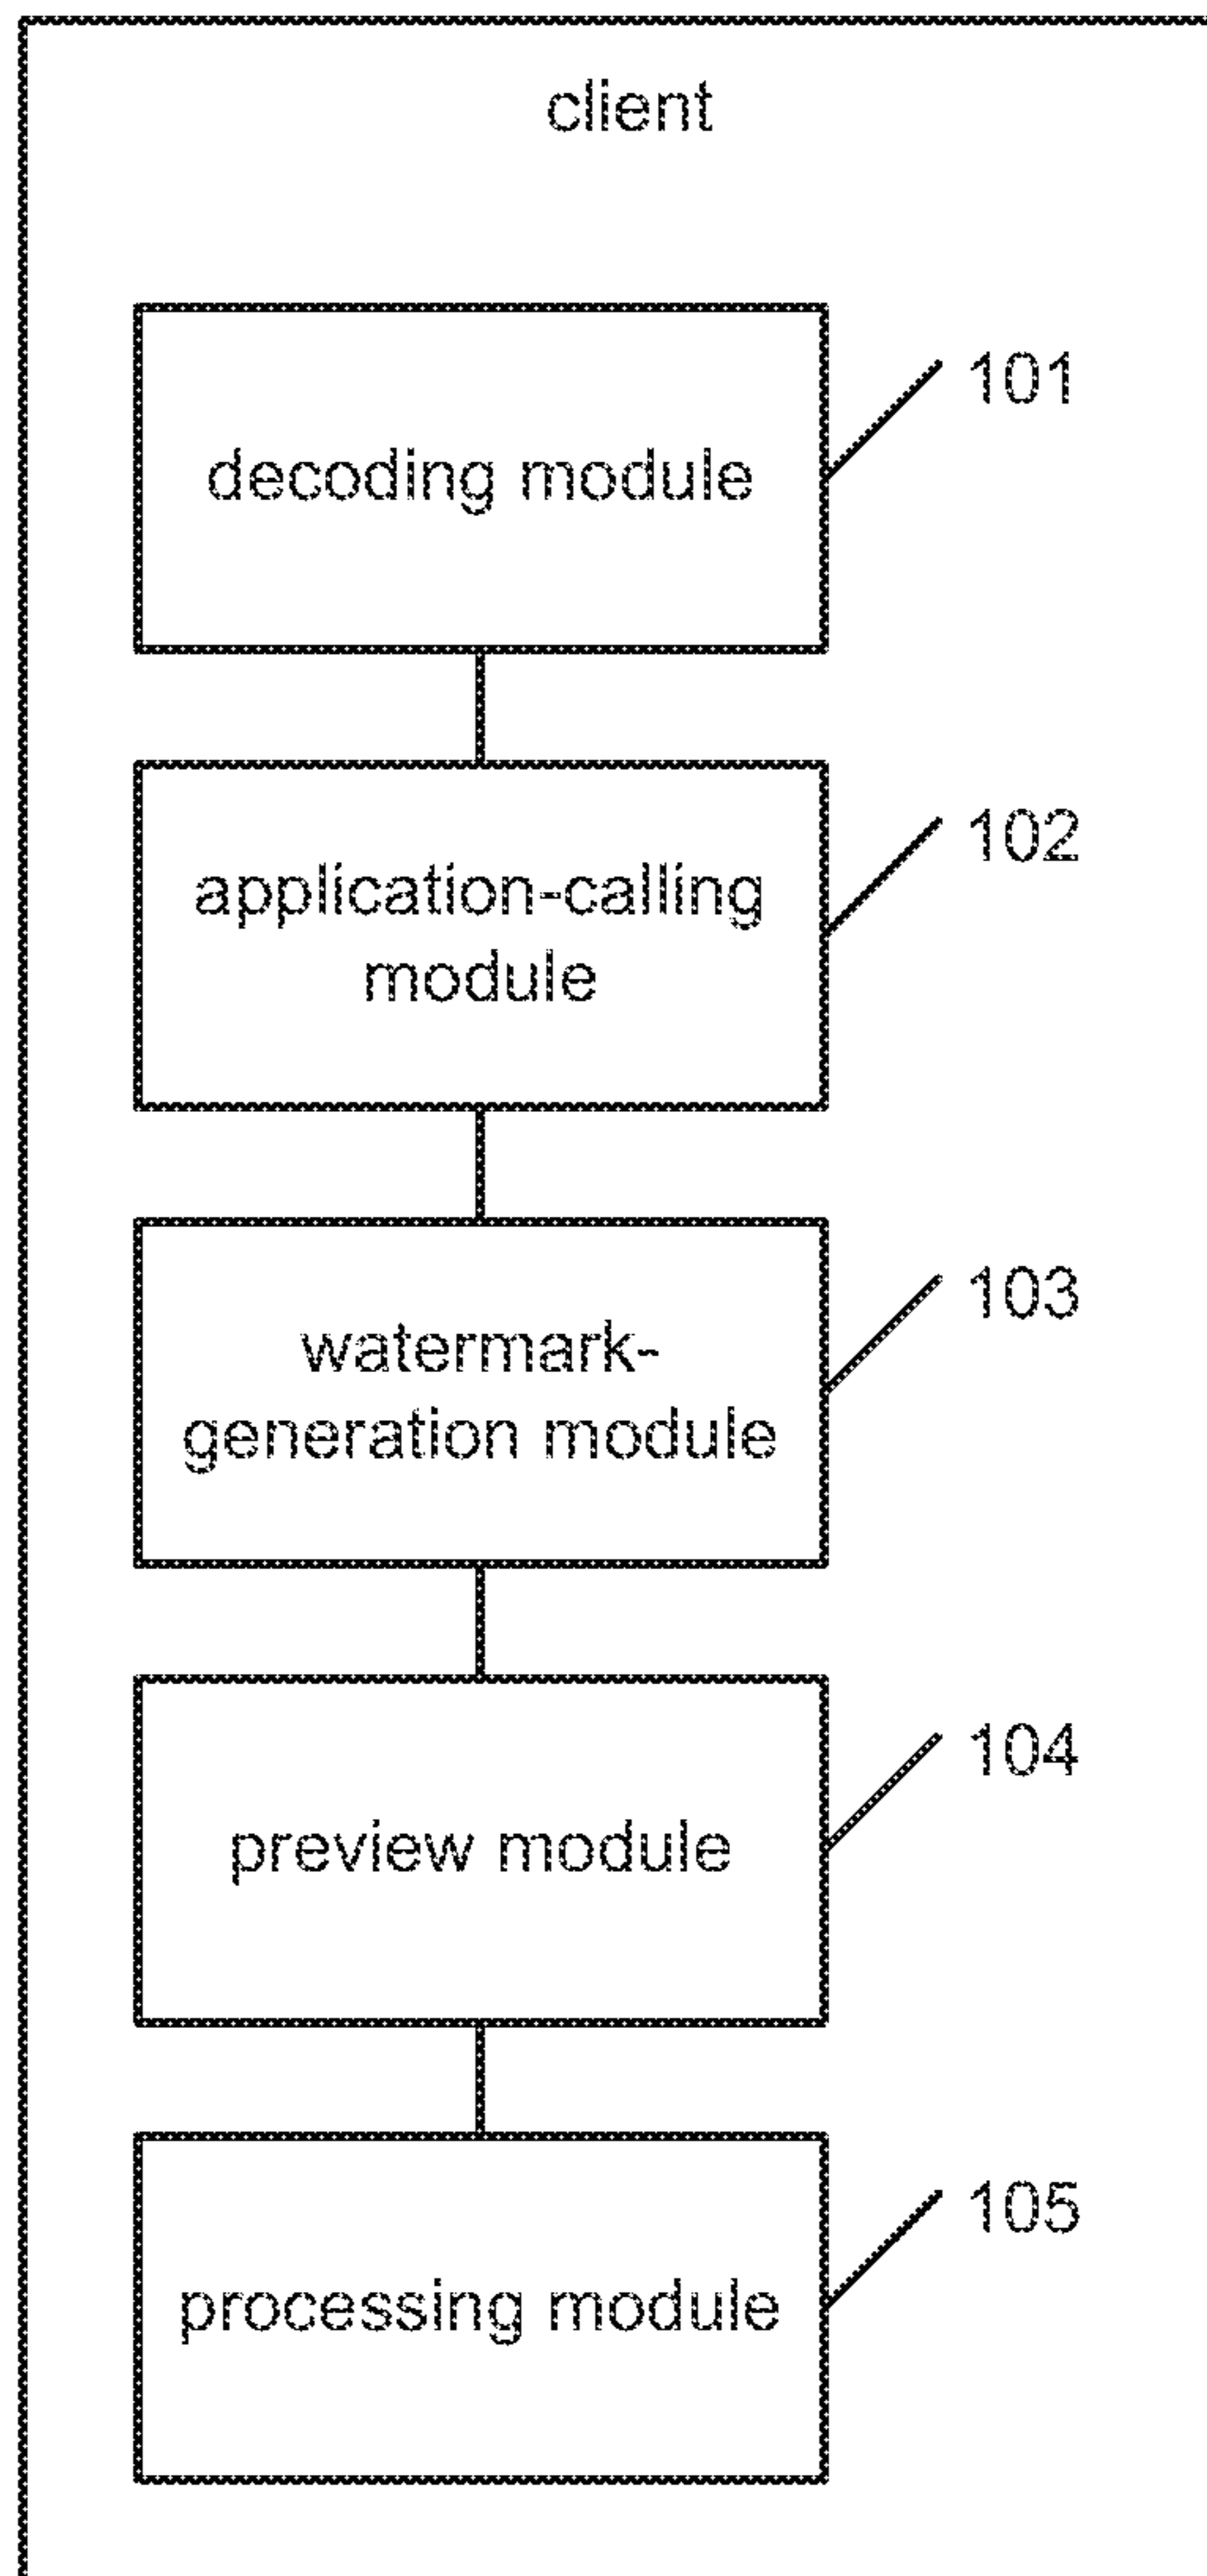 client
decoding module
101
application-calling
module
102
watermark-
generation module
103
preview module
104
processing module
105